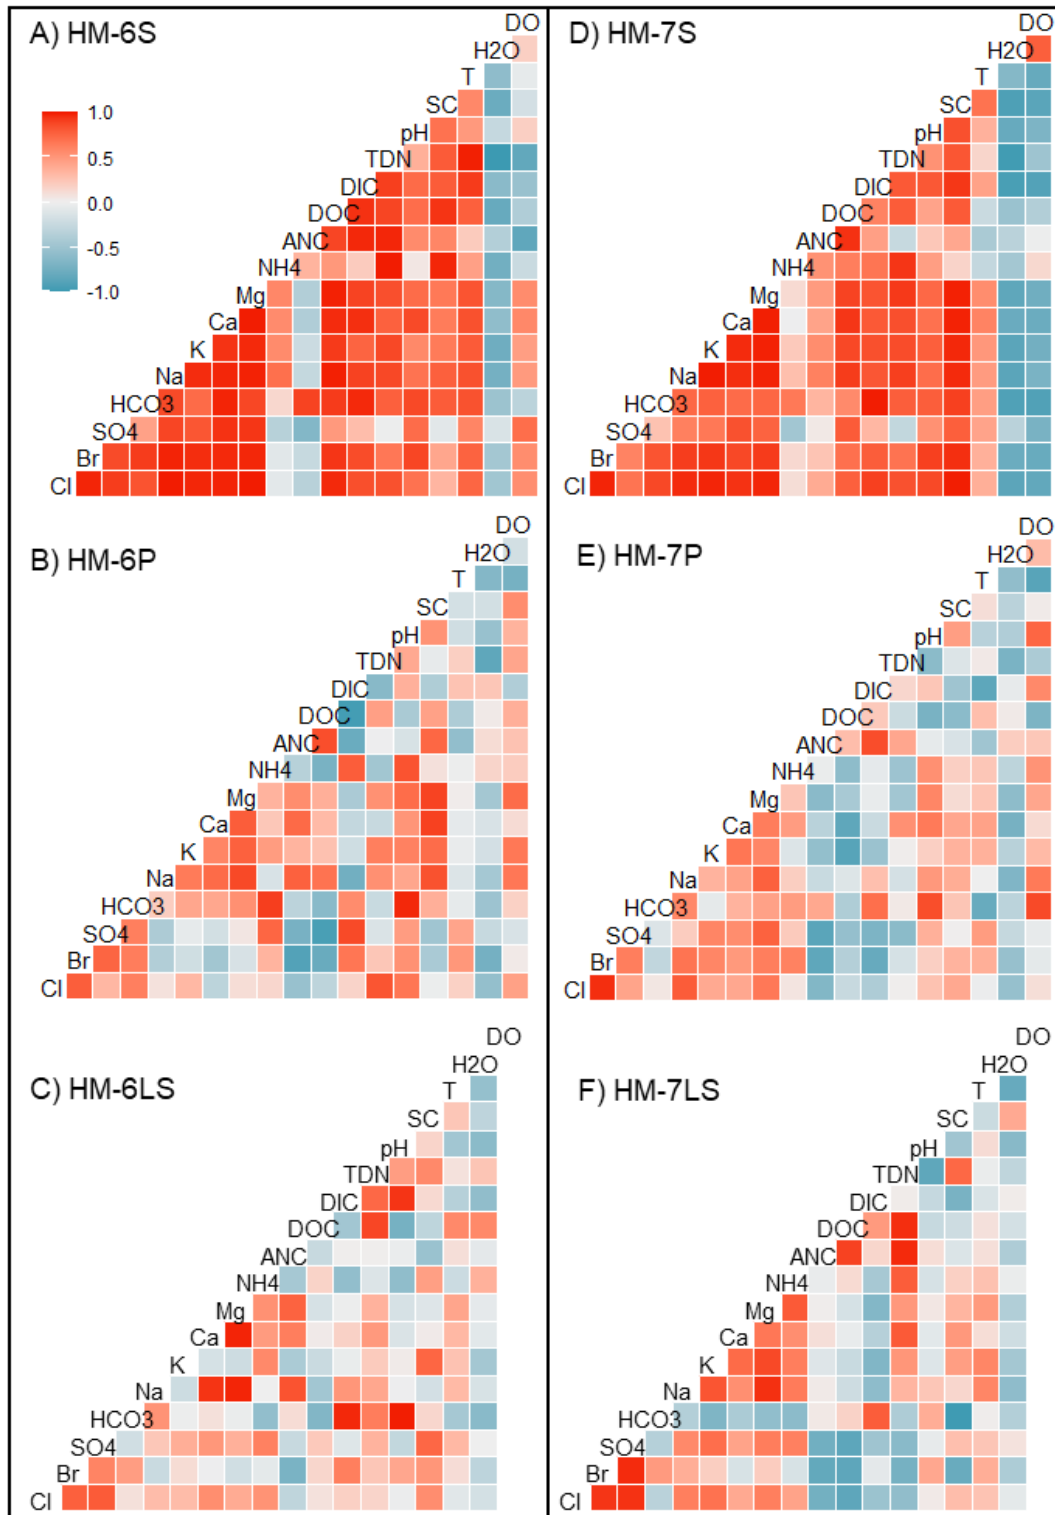 A) HM-6S
DO
H2O
T
SC
pH
TDN
DIC
DOC
ANC
NH4
Mg
Ca
K
Na
HCO3
SO4
Br
Cl
1.0
0.5
0.0
-0.5
-1.0
D) HM-7S
DO
H2O
T
SC
pH
TDN
DIC
DOC
ANC
NH4
Mg
Ca
K
Na
HCO3
SO4
Br
Cl
B) HM-6P
DO
H2O
T
SC
pH
TDN
DIC
DOC
ANC
NH4
Mg
Ca
K
Na
HCO3
SO4
Br
Cl
E) HM-7P
DO
H2O
T
SC
pH
TDN
DIC
DOC
ANC
NH4
Mg
Ca
K
Na
HCO3
SO4
Br
Cl
C) HM-6LS
DO
H2O
T
SC
pH
TDN
DIC
DOC
ANC
NH4
Mg
Ca
K
Na
HCO3
SO4
Br
Cl
F) HM-7LS
DO
H2O
T
SC
pH
TDN
DIC
DOC
ANC
NH4
Mg
Ca
K
Na
HCO3
SO4
Br
Cl